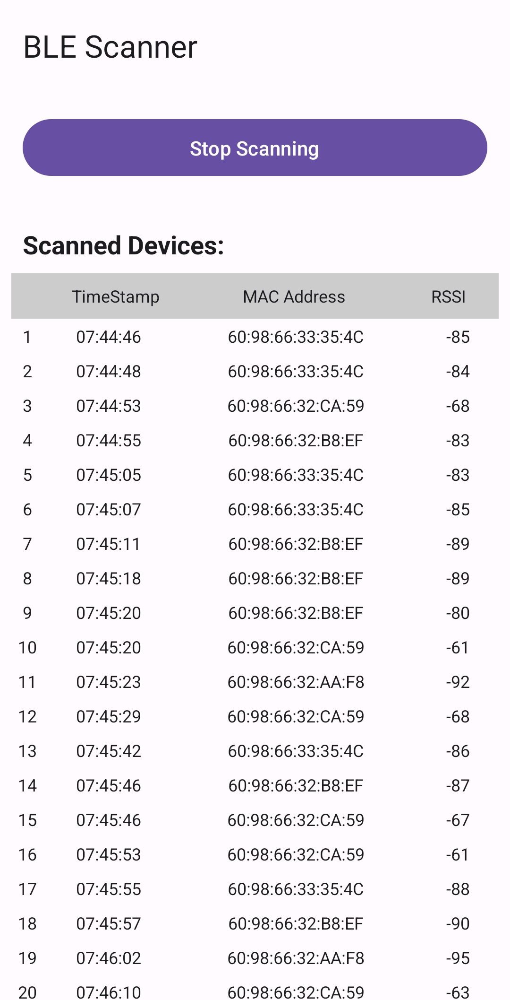 BLE Scanner
Stop Scanning
Scanned Devices:
TimeStamp MAC Address RSSI
1 07:44:46 60:98:66:33:35:4C -85
2 07:44:48 60:98:66:33:35:4C -84
3 07:44:53 60:98:66:32:CA:59 -68
4 07:44:55 60:98:66:32:B8:EF -83
5 07:45:05 60:98:66:33:35:4C -83
6 07:45:07 60:98:66:33:35:4C -85
7 07:45:11 60:98:66:32:B8:EF -89
8 07:45:18 60:98:66:32:B8:EF -89
9 07:45:20 60:98:66:32:B8:EF -80
10 07:45:20 60:98:66:32:CA:59 -61
11 07:45:23 60:98:66:32:AA:F8 -92
12 07:45:29 60:98:66:32:CA:59 -68
13 07:45:42 60:98:66:33:35:4C -86
14 07:45:46 60:98:66:32:B8:EF -87
15 07:45:46 60:98:66:32:CA:59 -67
16 07:45:53 60:98:66:32:CA:59 -61
17 07:45:55 60:98:66:33:35:4C -88
18 07:45:57 60:98:66:32:B8:EF -90
19 07:46:02 60:98:66:32:AA:F8 -95
20 07:46:10 60:98:66:32:CA:59 -63